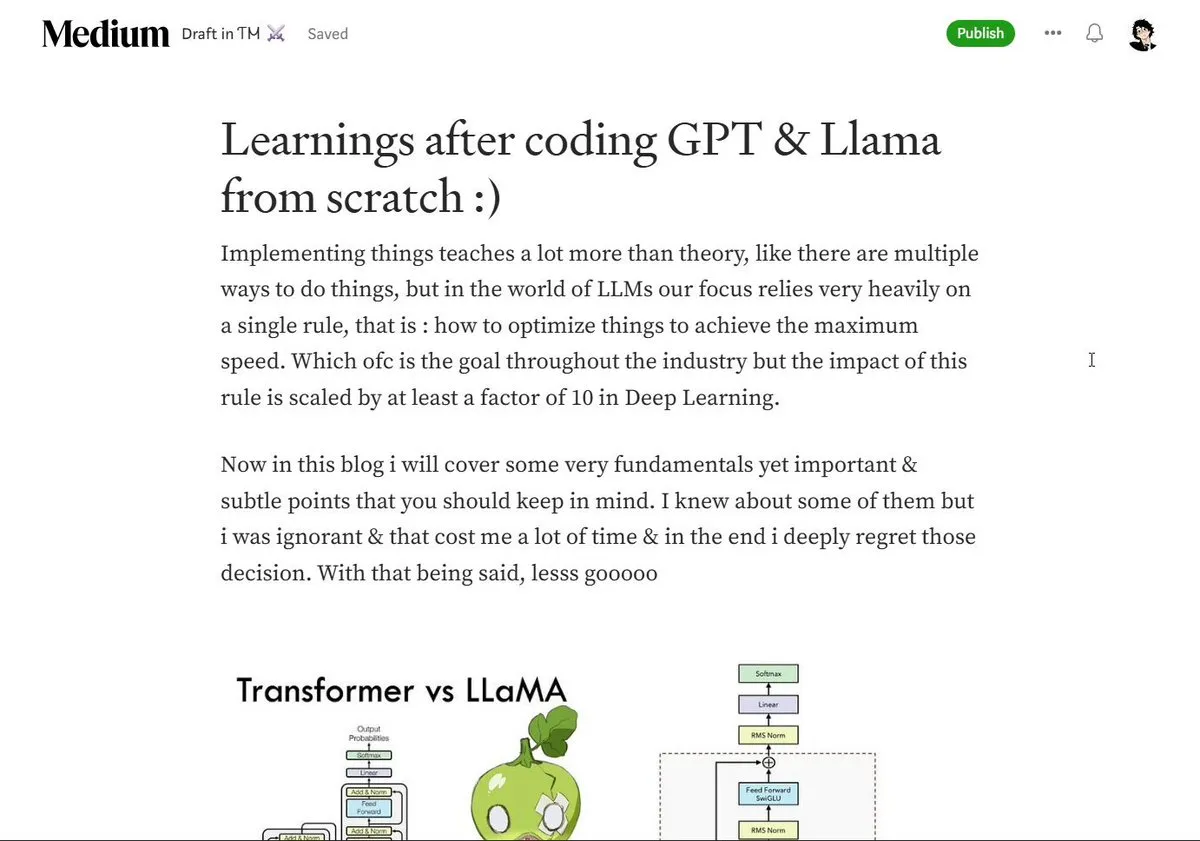 Medium Draft in TM ⚔️ Saved Publish
Learnings after coding GPT & Llama
from scratch :)
Implementing things teaches a lot more than theory, like there are multiple
ways to do things, but in the world of LLMs our focus relies very heavily on
a single rule, that is : how to optimize things to achieve the maximum
speed. Which ofc is the goal throughout the industry but the impact of this
rule is scaled by at least a factor of 10 in Deep Learning.
Now in this blog i will cover some very fundamentals yet important &
subtle points that you should keep in mind. I knew about some of them but
i was ignorant & that cost me a lot of time & in the end i deeply regret those
decision. With that being said, lesss gooooo
Transformer vs LLaMA
Output
Probabilities
Softmax
Linear
Add & Norm
Feed
Forward
Add & Norm
Add & Norm
Softmax
Linear
RMS Norm
Feed Forward
SwiGLU
RMS Norm